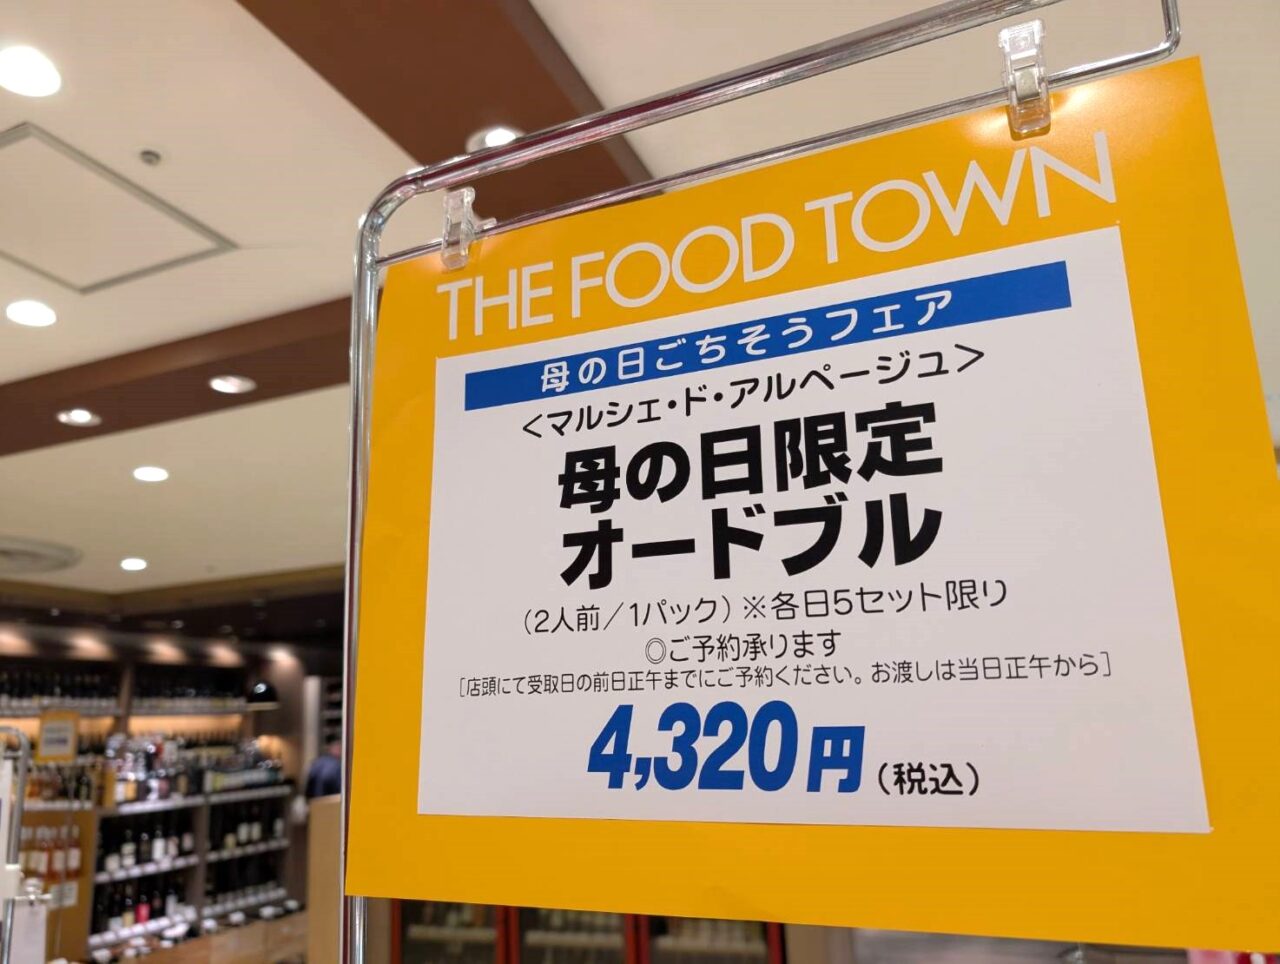 THE FOOD TOWN
母の日ごちそうフェア
<マルシェ・ド・アルページュ>
母の日限定
オードブル
（2人前／1パック）※各日5セット限り
◎ご予約承ります
［店頭にて受取日の前日正午までにご予約ください。お渡しは当日正午から］
4,320円（税込）